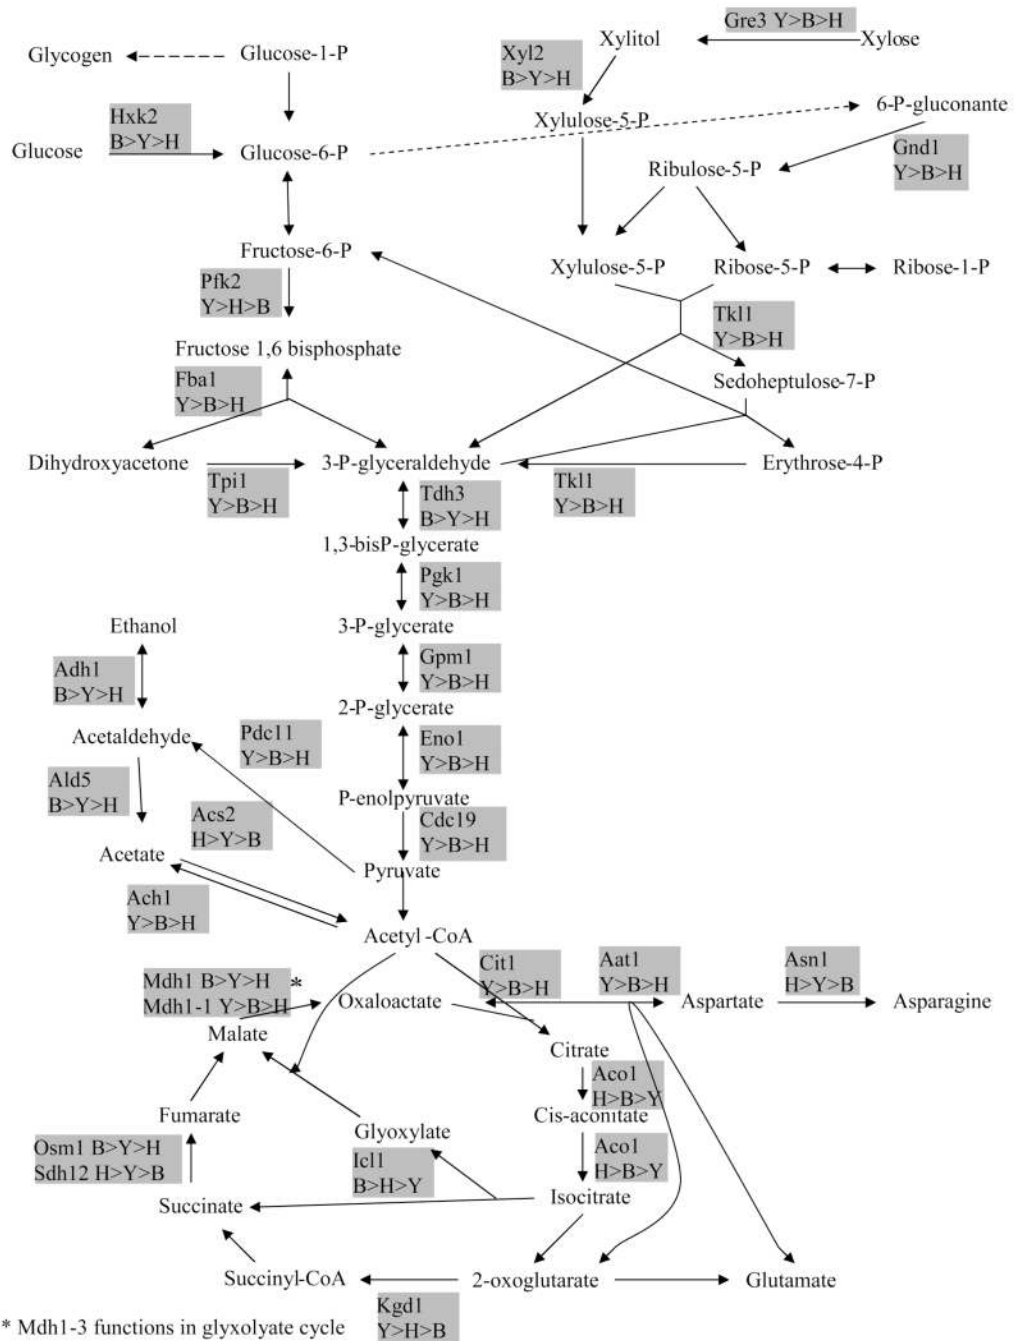 Gre3 Y>B>H
Xylitol
Xylose
Glycogen
Glucose-1-P
Xyl2
B>Y>H
Hxk2
B>Y>H
Xylulose-5-P
6-P-gluconante
Glucose
Glucose-6-P
Gnd1
Y>B>H
Ribulose-5-P
Fructose-6-P
Xylulose-5-P
Ribose-5-P
Ribose-1-P
Pfk2
Y>H>B
Tkl1
Y>B>H
Fructose 1,6 bisphosphate
Fba1
Y>B>H
Sedoheptulose-7-P
Dihydroxyacetone
3-P-glyceraldehyde
Erythrose-4-P
Tpi1
Y>B>H
Tdh3
B>Y>H
Tkl1
Y>B>H
1,3-bisP-glycerate
Pgk1
Y>B>H
Ethanol
3-P-glycerate
Adh1
B>Y>H
Gpm1
Y>B>H
2-P-glycerate
Acetaldehyde
Pdc11
Y>B>H
Eno1
Y>B>H
Ald5
B>Y>H
P-enolpyruvate
Acs2
H>Y>B
Cdc19
Y>B>H
Acetate
Pyruvate
Ach1
Y>B>H
Acetyl-CoA
Mdh1 B>Y>H
Mdh1-1 Y>B>H
*
Oxaloactate
Cit1
Y>B>H
Aat1
Y>B>H
Aspartate
Asn1
H>Y>B
Asparagine
Malate
Citrate
Aco1
H>B>Y
Fumarate
Cis-aconitate
Glyoxylate
Osm1 B>Y>H
Sdh12 H>Y>B
Icl1
B>H>Y
Aco1
H>B>Y
Succinate
Isocitrate
Succinyl-CoA
2-oxoglutarate
Glutamate
Kgd1
Y>H>B
* Mdh1-3 functions in glyxolyate cycle